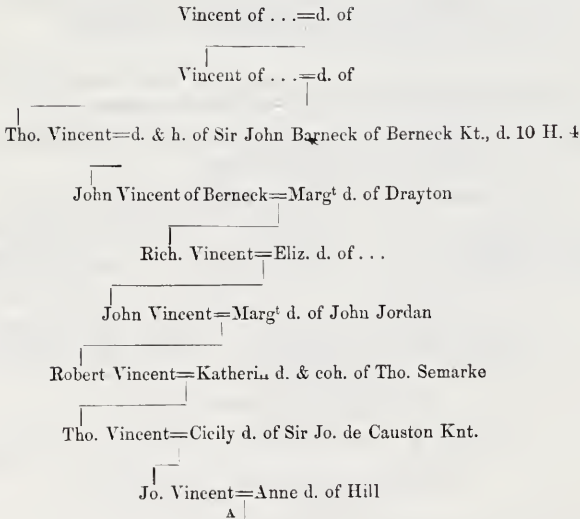 Vincent of . . .=d. of
Vincent of . . .=d. of
Tho. Vincent=d. & h. of Sir John Barneck of Berneck Kt., d. 10 H. 4
John Vincent of Berneck=Margt d. of Drayton
Rich. Vincent=Eliz. d. of . . .
John Vincent=Margt d. of John Jordan
Robert Vincent=Katherin d. & coh. of Tho. Semarke
Tho. Vincent=Cicily d. of Sir Jo. de Causton Knt.
Jo. Vincent=Anne d. of Hill
A